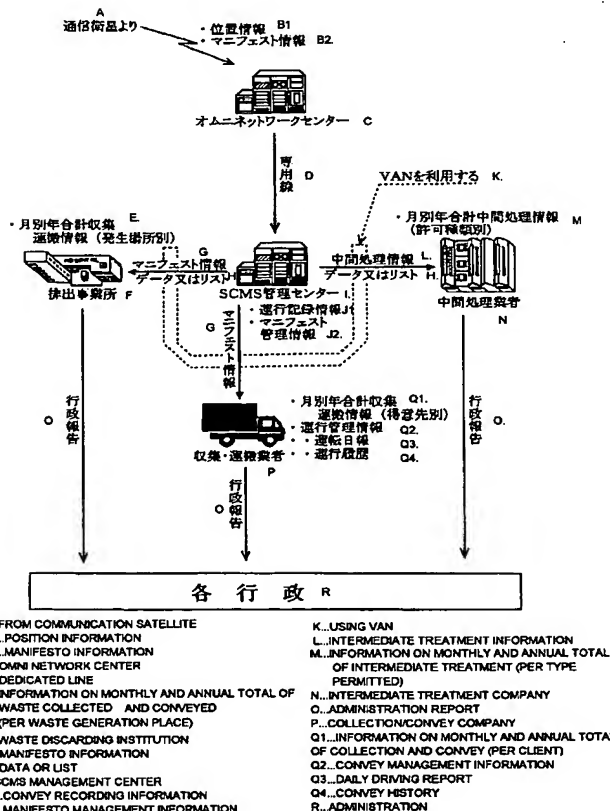 A
通信衛星より
・位置情報 B1
・マニフェスト情報 B2.
オムニネットワークセンター C
専用線 D
VANを利用する K.
E.
・月別年合計収集
運搬情報(発生場所別)
・月別年合計中間処理情報 M
(許可種類別)
G
マニフェスト情報
データ又はリスト H
中間処理情報 L.
データ又はリスト H.
排出事業所 F
SCMS管理センター I.
・運行記録情報 J1
・マニフェスト
管理情報 J2.
中間処理業者
N
G マニフェスト情報
・月別年合計収集 Q1.
運搬情報(得意先別)
・運行管理情報 Q2.
・・運転日報 Q3.
・・運行履歴 Q4.
収集・運搬業者
P
O 行政報告
O 行政報告
行政報告 O.
各行政 R
FROM COMMUNICATION SATELLITE
..POSITION INFORMATION
..MANIFESTO INFORMATION
OMNI NETWORK CENTER
DEDICATED LINE
INFORMATION ON MONTHLY AND ANNUAL TOTAL OF
WASTE COLLECTED AND CONVEYED
(PER WASTE GENERATION PLACE)
WASTE DISCARDING INSTITUTION
MANIFESTO INFORMATION
DATA OR LIST
SCMS MANAGEMENT CENTER
..CONVEY RECORDING INFORMATION
..MANIFESTO MANAGEMENT INFORMATION
K...USING VAN
L...INTERMEDIATE TREATMENT INFORMATION
M...INFORMATION ON MONTHLY AND ANNUAL TOTAL
OF INTERMEDIATE TREATMENT (PER TYPE
PERMITTED)
N...INTERMEDIATE TREATMENT COMPANY
O...ADMINISTRATION REPORT
P...COLLECTION/CONVEY COMPANY
Q1...INFORMATION ON MONTHLY AND ANNUAL TOTAL
OF COLLECTION AND CONVEY (PER CLIENT)
Q2...CONVEY MANAGEMENT INFORMATION
Q3...DAILY DRIVING REPORT
Q4...CONVEY HISTORY
R...ADMINISTRATION